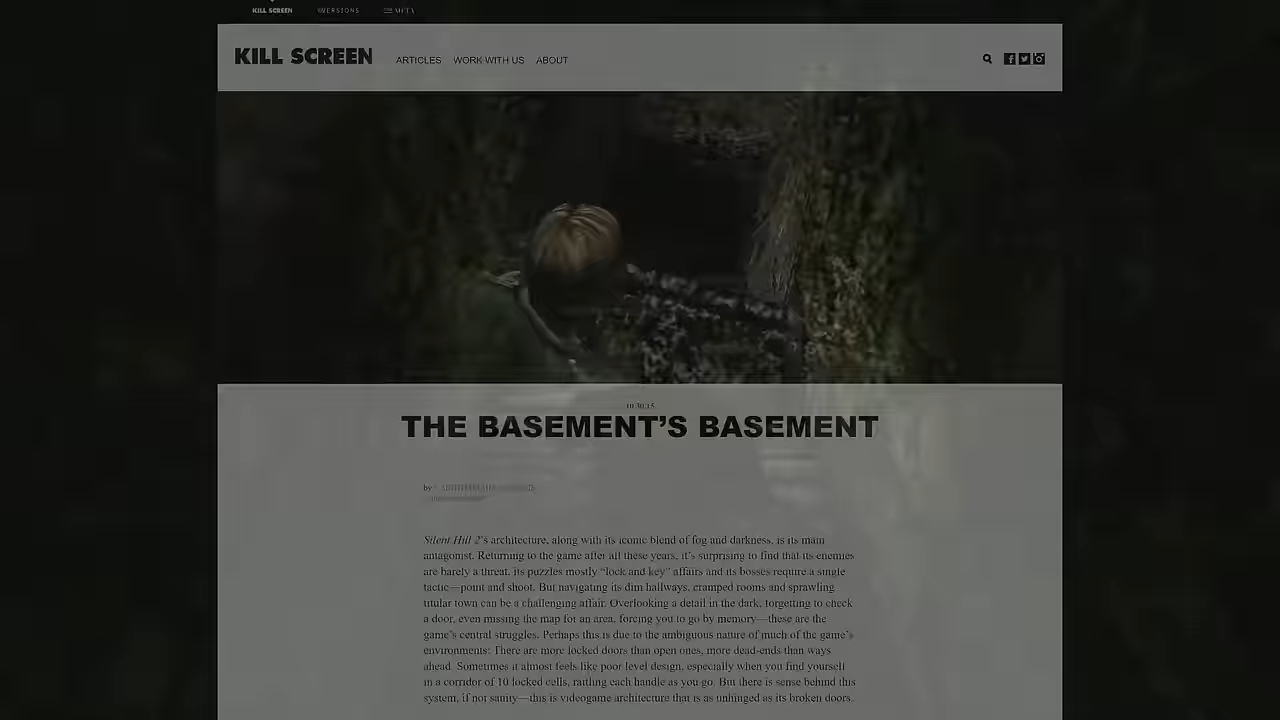 KILL SCREEN VERSIONS THE META
KILL SCREEN ARTICLES WORK WITH US ABOUT
10.30.15
THE BASEMENT’S BASEMENT
by
Silent Hill 2’s architecture, along with its iconic blend of fog and darkness, is its main
antagonist. Returning to the game after all these years, it’s surprising to find that its enemies
are barely a threat, its puzzles mostly “lock and key” affairs and its bosses require a single
tactic—point and shoot. But navigating its dim hallways, cramped rooms and sprawling
titular town can be a challenging affair. Overlooking a detail in the dark, forgetting to check
a door, even missing the map for an area, forcing you to go by memory—these are the
game’s central struggles. Perhaps this is due to the ambiguous nature of much of the game’s
environments: There are more locked doors than open ones, more dead-ends than ways
ahead. Sometimes it almost feels like poor level design, especially when you find yourself
in a corridor of 10 locked cells, rattling each handle as you go. But there is sense behind this
system, if not sanity—this is videogame architecture that is as unhinged as its broken doors.